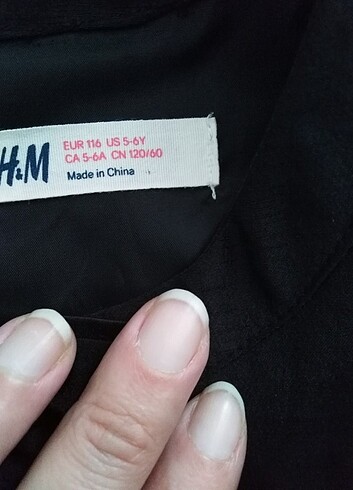 H&M
EUR 116 US 5-6Y
CA 5-6A CN 120/60
Made in China